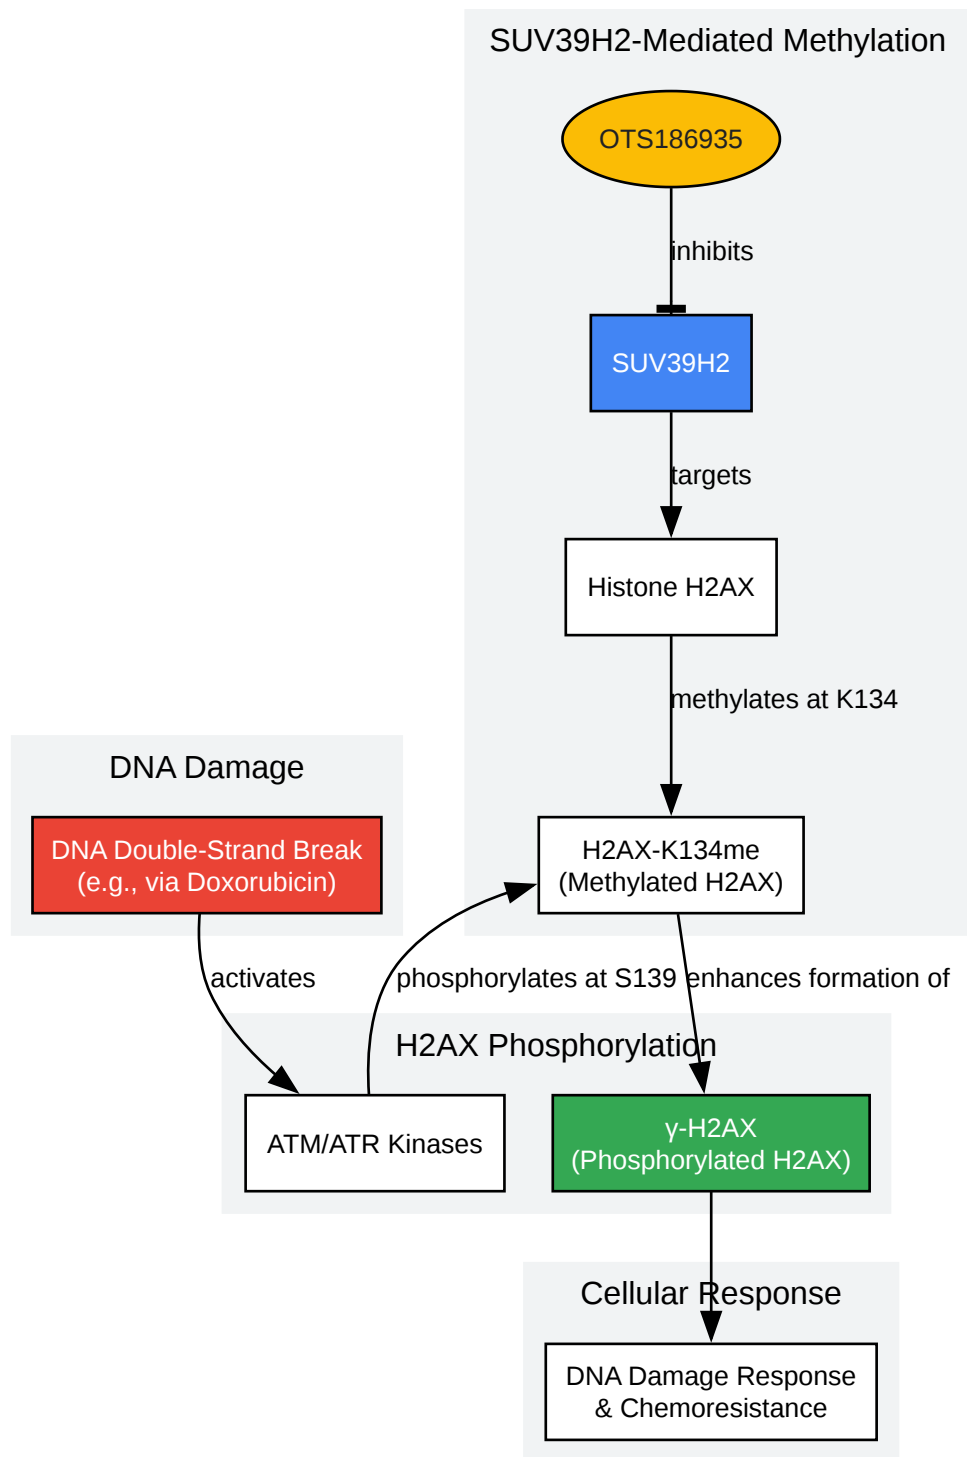 SUV39H2-Mediated Methylation
OTS186935
inhibits
SUV39H2
targets
Histone H2AX
methylates at K134
DNA Damage
DNA Double-Strand Break
(e.g., via Doxorubicin)
H2AX-K134me
(Methylated H2AX)
activates
phosphorylates at S139
enhances formation of
H2AX Phosphorylation
ATM/ATR Kinases
γ-H2AX
(Phosphorylated H2AX)
Cellular Response
DNA Damage Response
& Chemoresistance